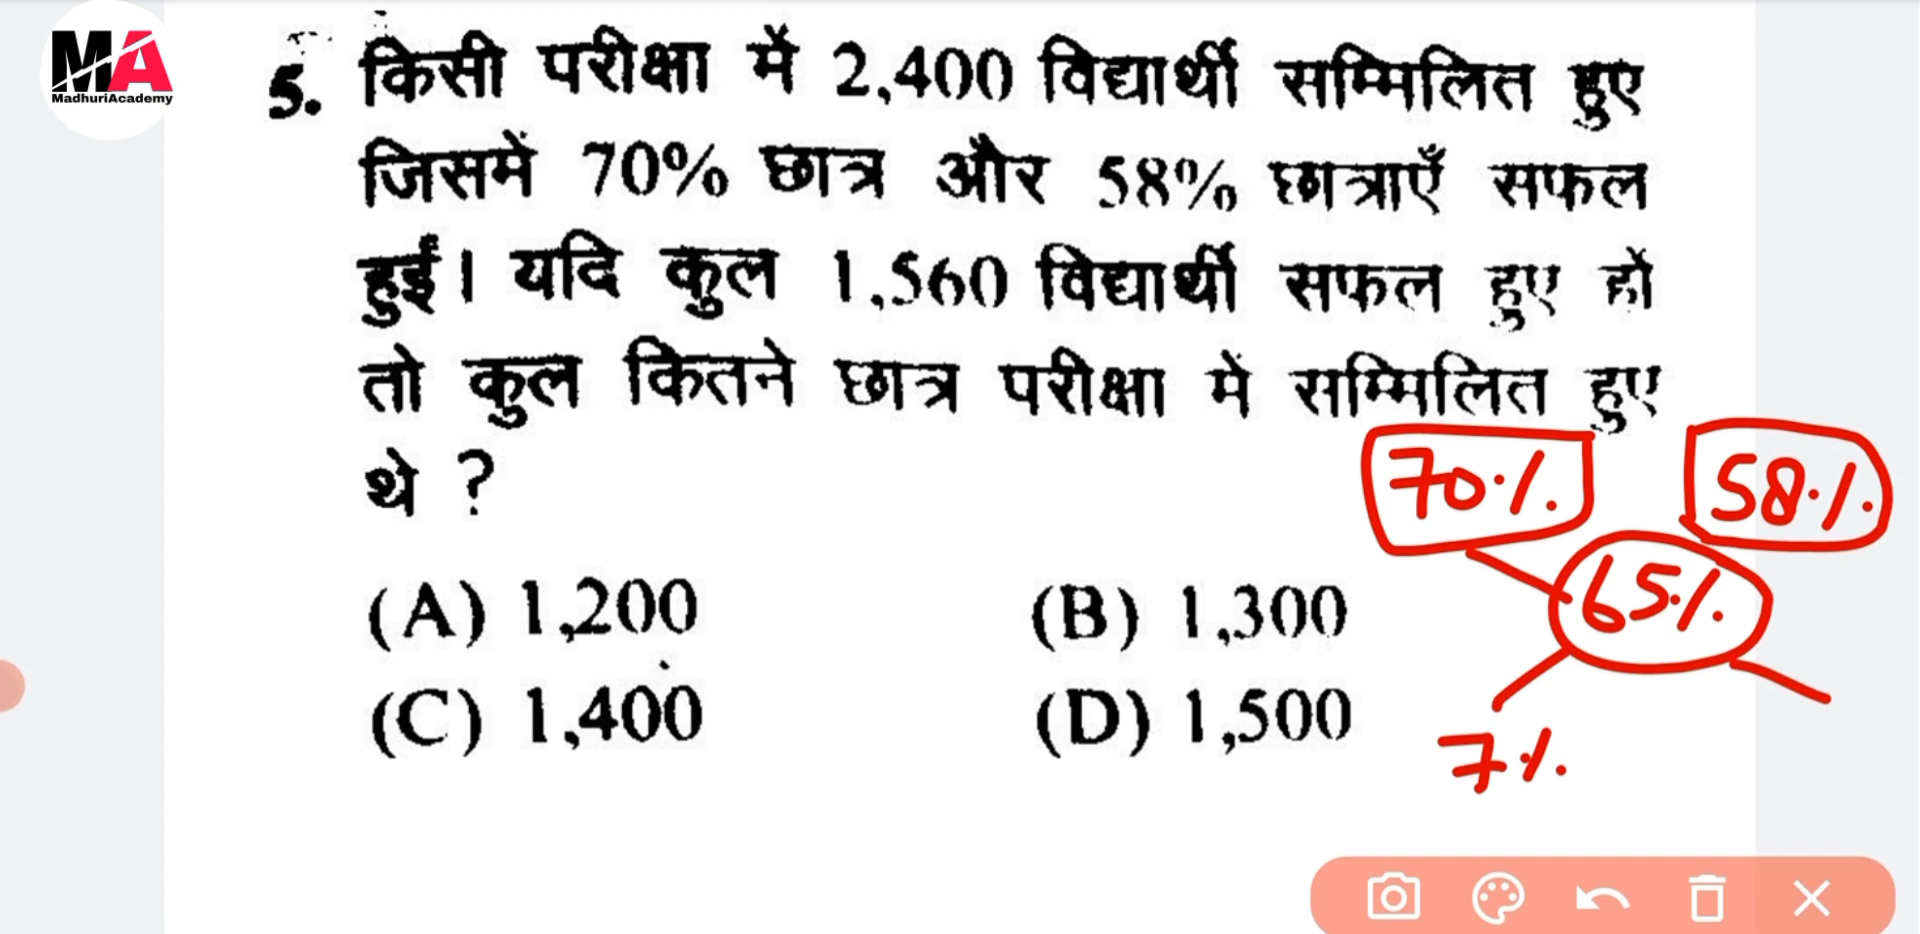 MA
MadhuriAcademy
5. किसी परीक्षा में 2,400 विद्यार्थी सम्मिलित हुए
जिसमें 70% छात्र और 58% छात्राएँ सफल
हुईं। यदि कुल 1,560 विद्यार्थी सफल हुए हों
तो कुल कितने छात्र परीक्षा में सम्मिलित हुए
थे ?
70% 58%
65%
7%
(A) 1,200 (B) 1,300
(C) 1,400 (D) 1,500